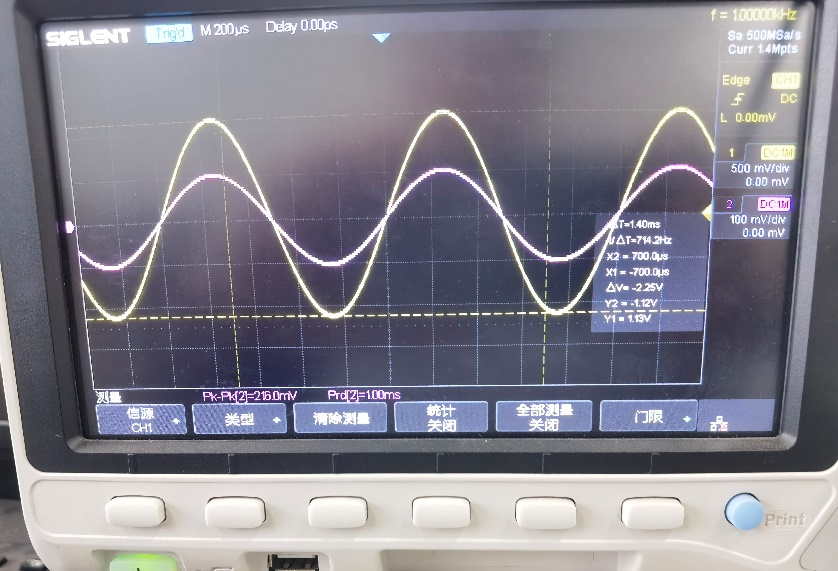 SIGLENT Trig'd M 200µs Delay 0.00ps
f = 1.00000kHz
Sa 500MSa/s
Curr 1.4Mpts
Edge CH1
DC
L 0.00mV
1 DC1M
500 mV/div
0.00 mV
2 DC1M
100 mV/div
0.00 mV
ΔT=1.40ms
1/ΔT=714.2Hz
X2 = 700.0µs
X1 = -700.0µs
ΔV= -2.25V
Y2 = -1.12V
Y1 = 1.13V
测量 Pk-Pk[2]=216.0mV Prd[2]=1.00ms
信源
CH1
类型
清除测量
统计
关闭
全部测量
关闭
门限
Print